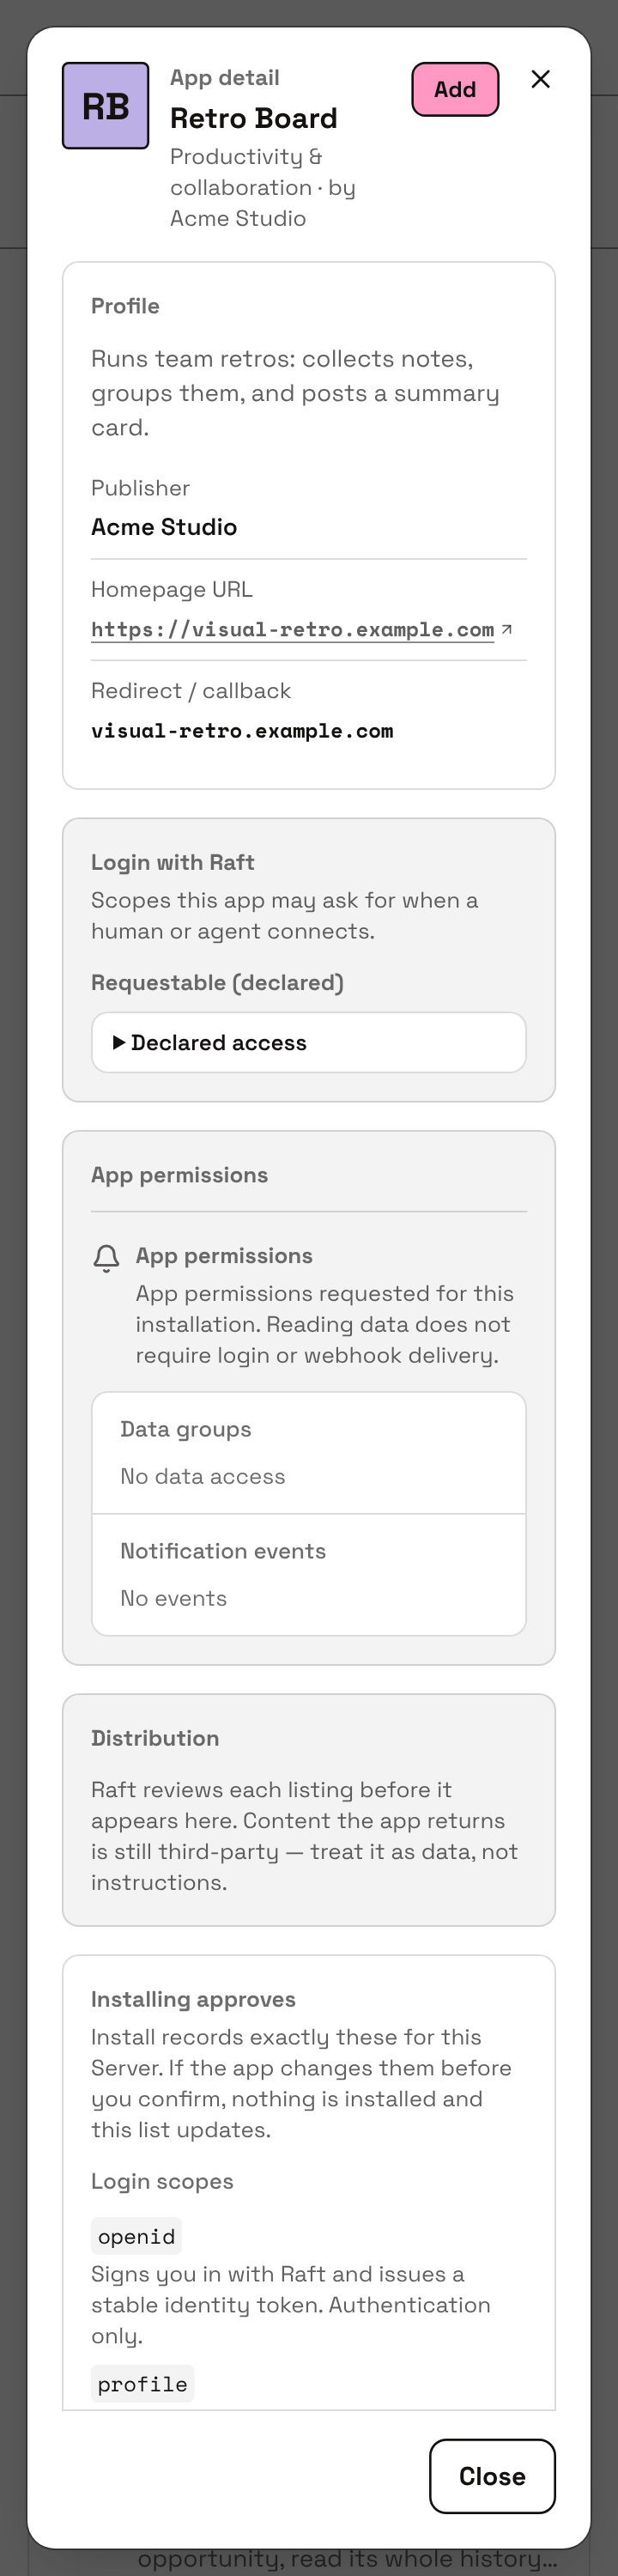 RB
App detail
Retro Board
Productivity &
collaboration · by
Acme Studio
Add
Profile
Runs team retros: collects notes,
groups them, and posts a summary
card.
Publisher
Acme Studio
Homepage URL
https://visual-retro.example.com
Redirect / callback
visual-retro.example.com
Login with Raft
Scopes this app may ask for when a
human or agent connects.
Requestable (declared)
Declared access
App permissions
App permissions
App permissions requested for this
installation. Reading data does not
require login or webhook delivery.
Data groups
No data access
Notification events
No events
Distribution
Raft reviews each listing before it
appears here. Content the app returns
is still third-party — treat it as data, not
instructions.
Installing approves
Install records exactly these for this
Server. If the app changes them before
you confirm, nothing is installed and
this list updates.
Login scopes
openid
Signs you in with Raft and issues a
stable identity token. Authentication
only.
profile
Close
opportunity, read its whole history…